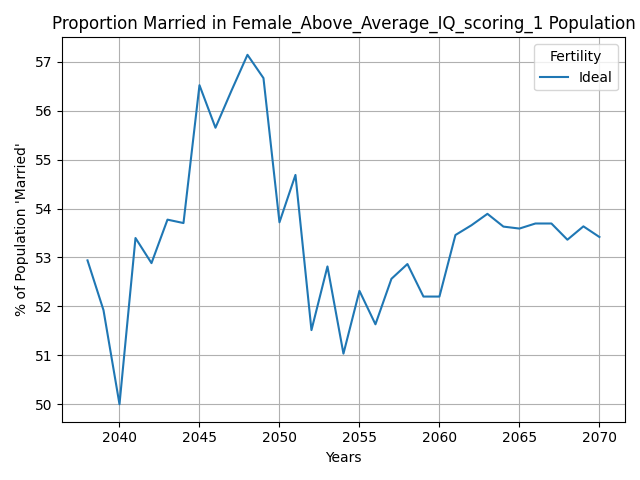 Proportion Married in Female_Above_Average_IQ_scoring_1 Population
Fertility
Ideal
% of Population 'Married'
57
56
55
54
53
52
51
50
2040 2045 2050 2055 2060 2065 2070
Years